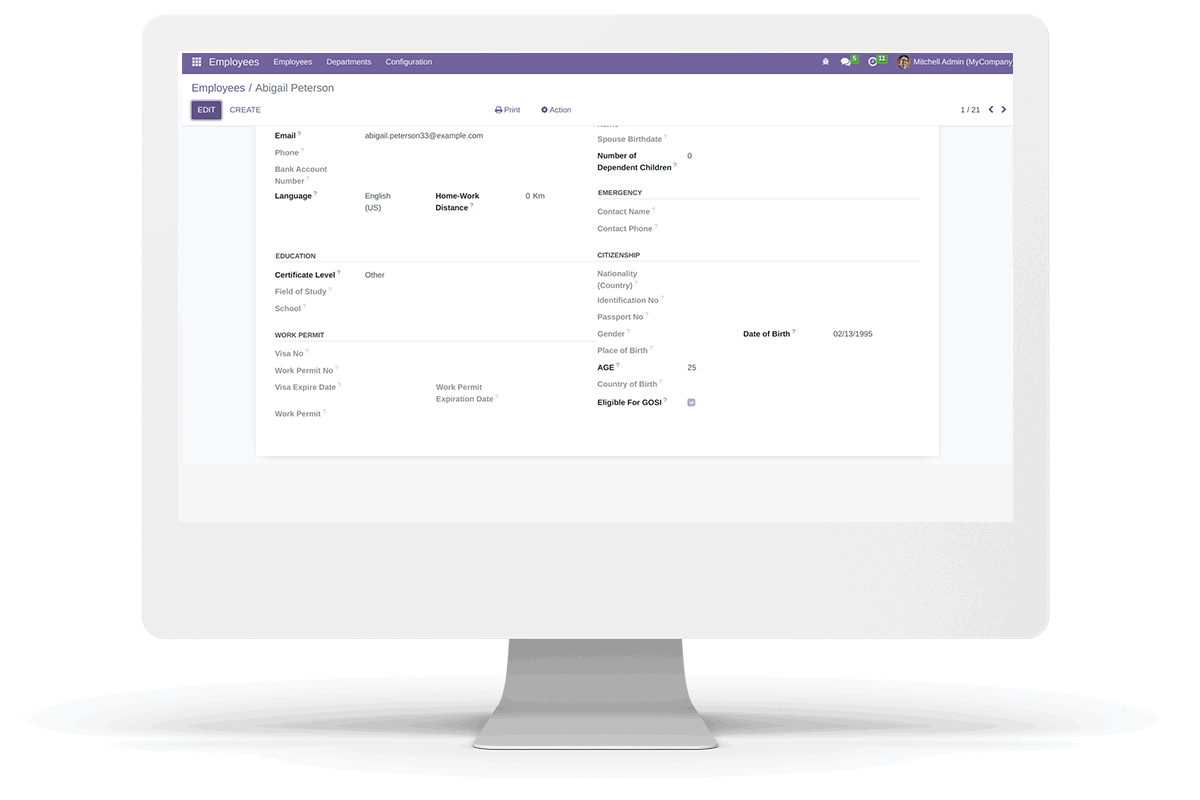 Employees Employees Departments Configuration 5 11 Mitchell Admin (MyCompany
Employees / Abigail Peterson
EDIT CREATE Print Action 1 / 21
Email ? abigail.peterson33@example.com
Phone ?
Bank Account
Number ?
Language ? English
(US)
Home-Work
Distance ? 0 Km
Spouse Birthdate ?
Number of
Dependent Children ? 0
EMERGENCY
Contact Name ?
Contact Phone ?
EDUCATION
Certificate Level ? Other
Field of Study ?
School ?
CITIZENSHIP
Nationality
(Country) ?
Identification No ?
Passport No ?
Gender ? Date of Birth ? 02/13/1995
Place of Birth ?
AGE ? 25
Country of Birth ?
Eligible For GOSI ?
WORK PERMIT
Visa No ?
Work Permit No ?
Visa Expire Date ? Work Permit
Expiration Date ?
Work Permit ?